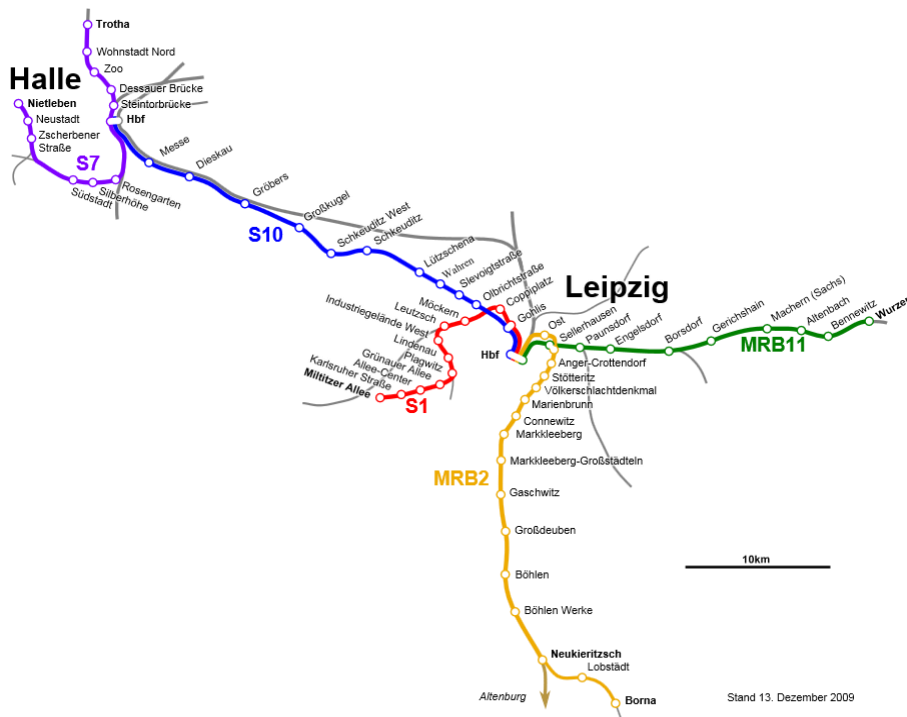 Trotha
Wohnstadt Nord
Zoo
Halle
Dessauer Brücke
Nietleben
Steintorbrücke
Neustadt
Hbf
Zscherbener
Straße
S7
Messe
Dieskau
Rosengarten
Silberhöhe
Südstadt
Gröbers
Großkugel
S10
Schkeuditz West
Schkeuditz
Lützschena
Wahren
Slevoigtstraße
Olbrichtstraße
Coppiplatz
Gohlis
Leipzig
Möckern
Leutzsch
Industriegelände West
Lindenau
Plagwitz
Grünauer Allee
Allee-Center
Karlsruher Straße
Miltitzer Allee
S1
Hbf
Ost
Sellerhausen
Paunsdorf
Engelsdorf
Borsdorf
Gerichshain
Machern (Sachs)
Altenbach
Bennewitz
Wurzen
MRB11
Anger-Crottendorf
Stötteritz
Völkerschlachtdenkmal
Marienbrunn
Connewitz
Markkleeberg
Markkleeberg-Großstädteln
MRB2
Gaschwitz
Großdeuben
10km
Böhlen
Böhlen Werke
Neukieritzsch
Lobstädt
Altenburg
Borna
Stand 13. Dezember 2009